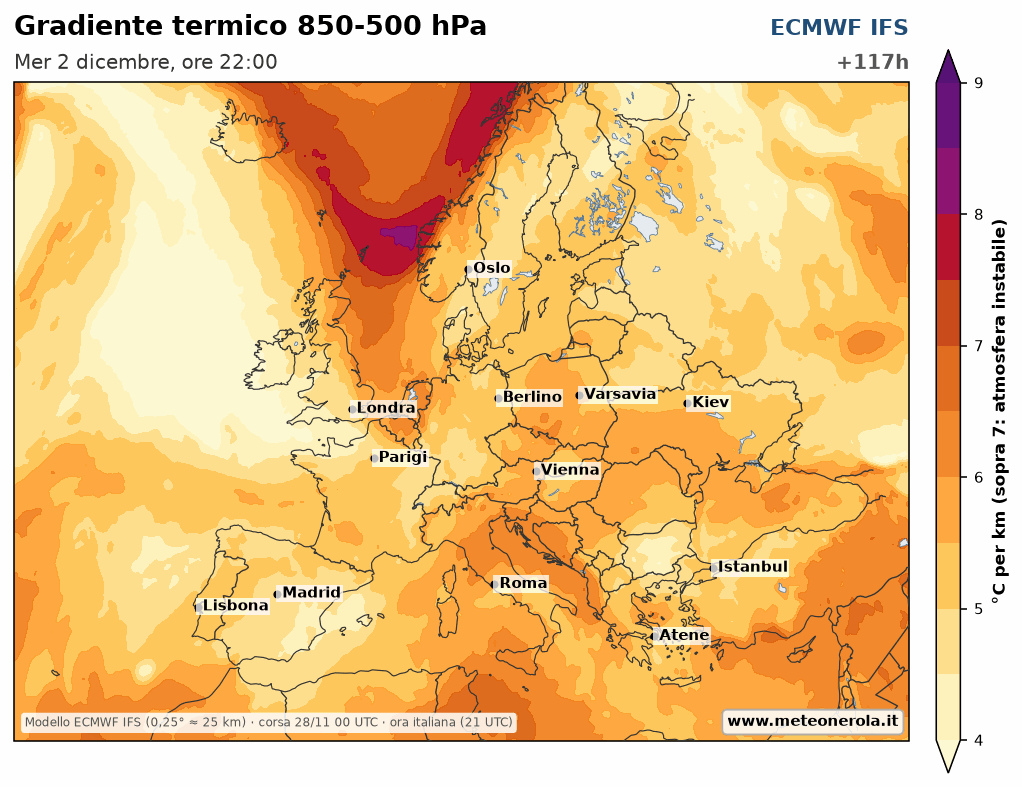 Gradiente termico 850-500 hPa
ECMWF IFS
Mer 2 dicembre, ore 22:00
+117h
9
8
7
6
5
4
°C per km (sopra 7: atmosfera instabile)
Oslo
Berlino
Varsavia
Kiev
Londra
Parigi
Vienna
Istanbul
Roma
Madrid
Lisbona
Atene
Modello ECMWF IFS (0,25° ≈ 25 km) · corsa 28/11 00 UTC · ora italiana (21 UTC)
www.meteonerola.it